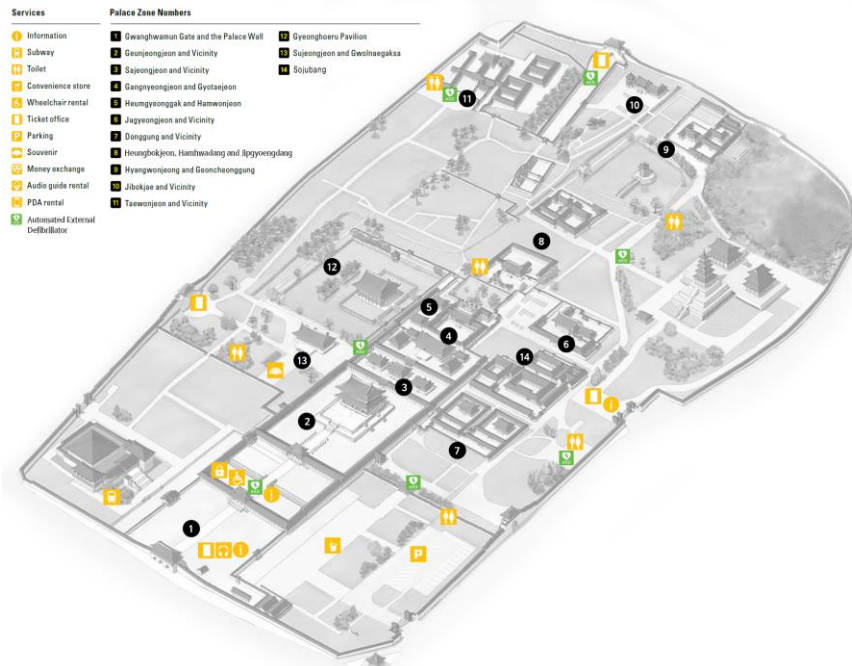 Services
Information
Subway
Toilet
Convenience store
Wheelchair rental
Ticket office
P Parking
Souvenir
Money exchange
Audio guide rental
PDA rental
Automated External
Defibrillator
Palace Zone Numbers
1 Gwanghwamun Gate and the Palace Wall
2 Geunjeongjeon and Vicinity
3 Sajeongjeon and Vicinity
4 Gangnyeongjeon and Gyotaejeon
5 Heumgyeonggak and Hamwonjeon
6 Jagyeongjeon and Vicinity
7 Donggung and Vicinity
8 Heungbokjeon, Hamhwadang and Jipgyoengdang
9 Hyangwonjeong and Geoncheonggung
10 Jibokjae and Vicinity
11 Taewonjeon and Vicinity
12 Gyeonghoeru Pavilion
13 Sujeongjeon and Gwolnaegaksa
14 Sojubang
10
11
9
8
12
5
4
6
13
14
3
2
7
1
P